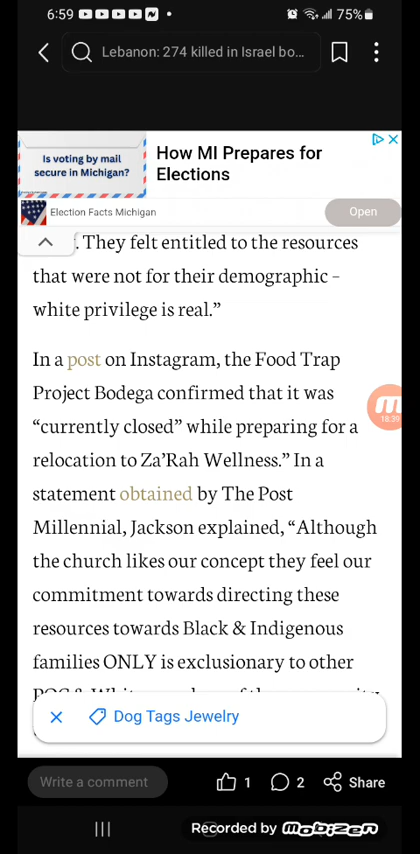 6:59
75%
Lebanon: 274 killed in Israel bo...
Is voting by mail
secure in Michigan?
How MI Prepares for
Elections
Election Facts Michigan
Open
. They felt entitled to the resources
that were not for their demographic –
white privilege is real.”
In a post on Instagram, the Food Trap
Project Bodega confirmed that it was
“currently closed” while preparing for a
relocation to Za’Rah Wellness.” In a
statement obtained by The Post
Millennial, Jackson explained, “Although
the church likes our concept they feel our
commitment towards directing these
resources towards Black & Indigenous
families ONLY is exclusionary to other
18:39
Dog Tags Jewelry
Write a comment
1
2
Share
Recorded by mobizen